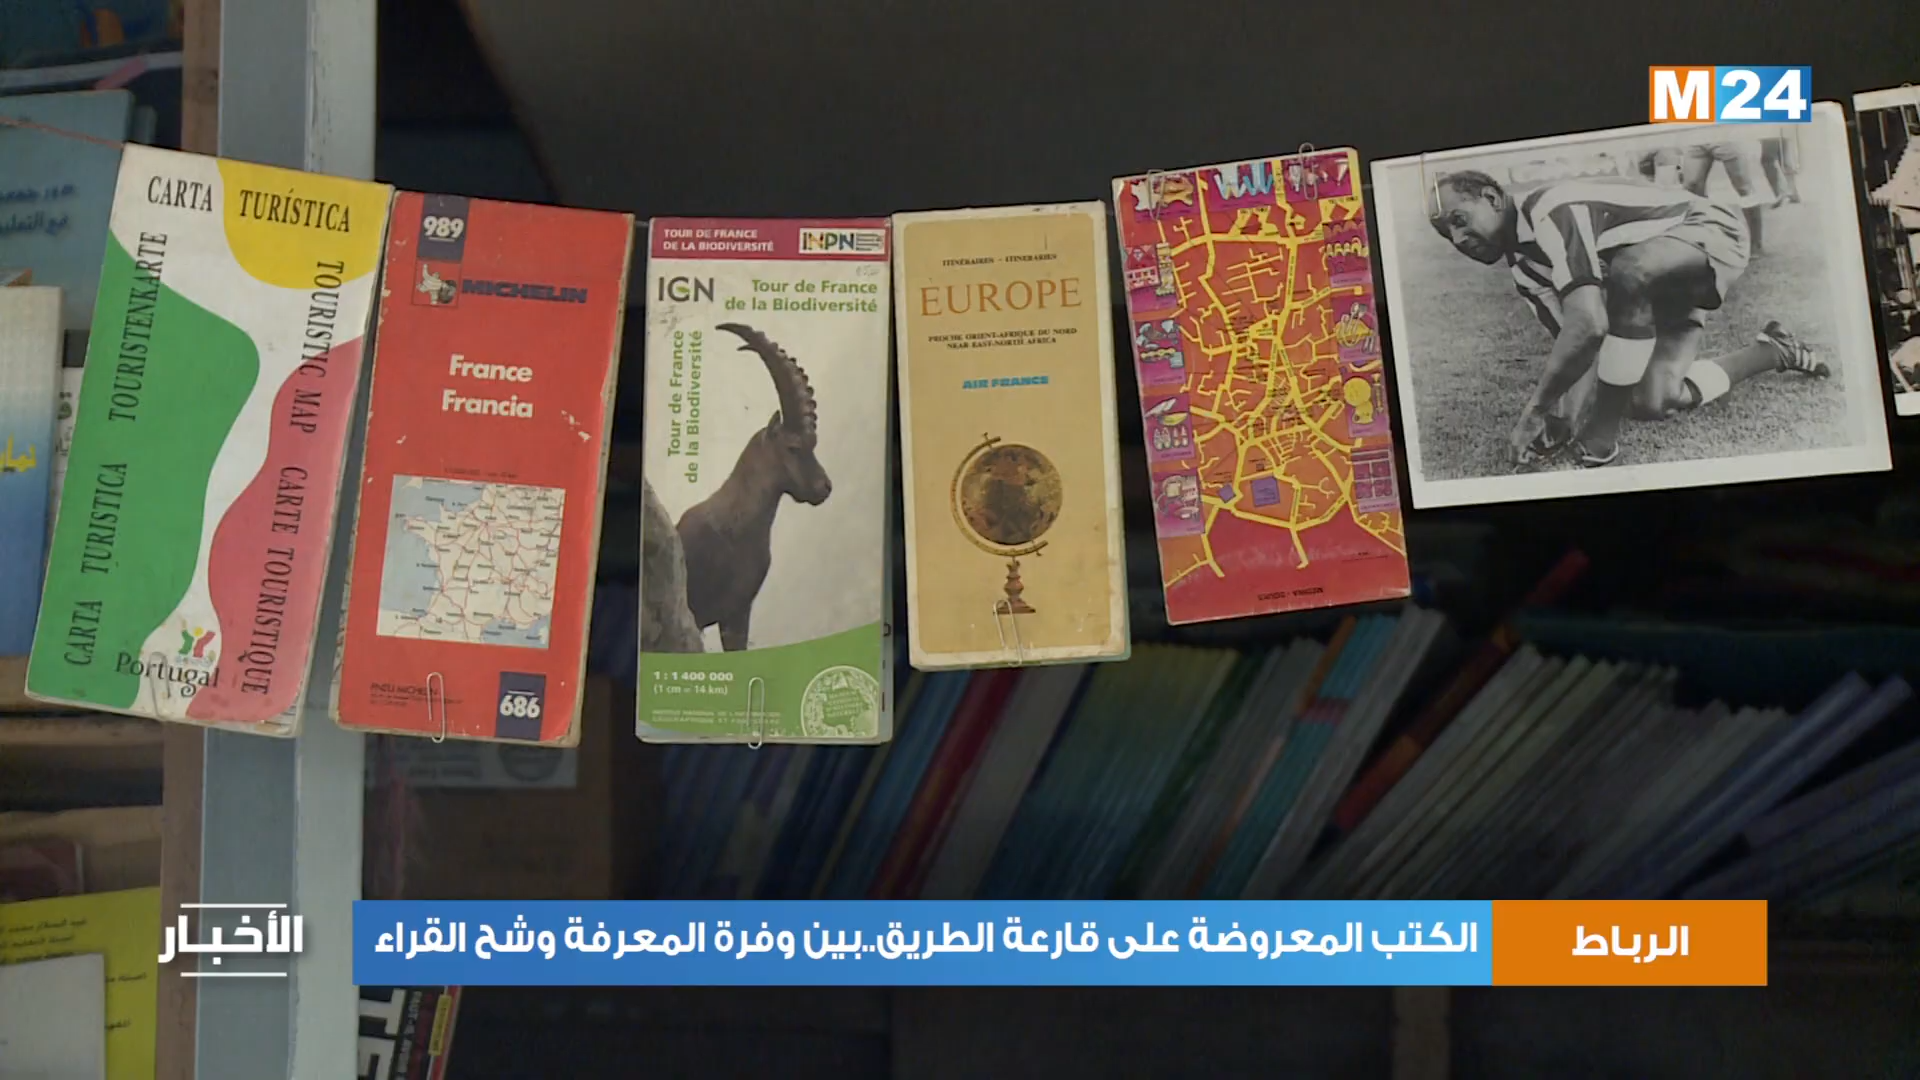 M24
CARTA TURÍSTICA
TOURISTIC MAP
CARTE TOURISTIQUE
TOURISTENKARTE
CARTA TURISTICA
Portugal
989
MICHELIN
France
Francia
PNEU MICHELIN
686
TOUR DE FRANCE
DE LA BIODIVERSITÉ
INPN
IGN
Tour de France
de la Biodiversité
Tour de France
de la Biodiversité
1 : 1 400 000
(1 cm = 14 km)
ITINÉRAIRES - ITINERARIES
EUROPE
PROCHE ORIENT-AFRIQUE DU NORD
NEAR EAST-NORTH AFRICA
AIR FRANCE
الرباط
الكتب المعروضة على قارعة الطريق..بين وفرة المعرفة وشح القراء
الأخبار